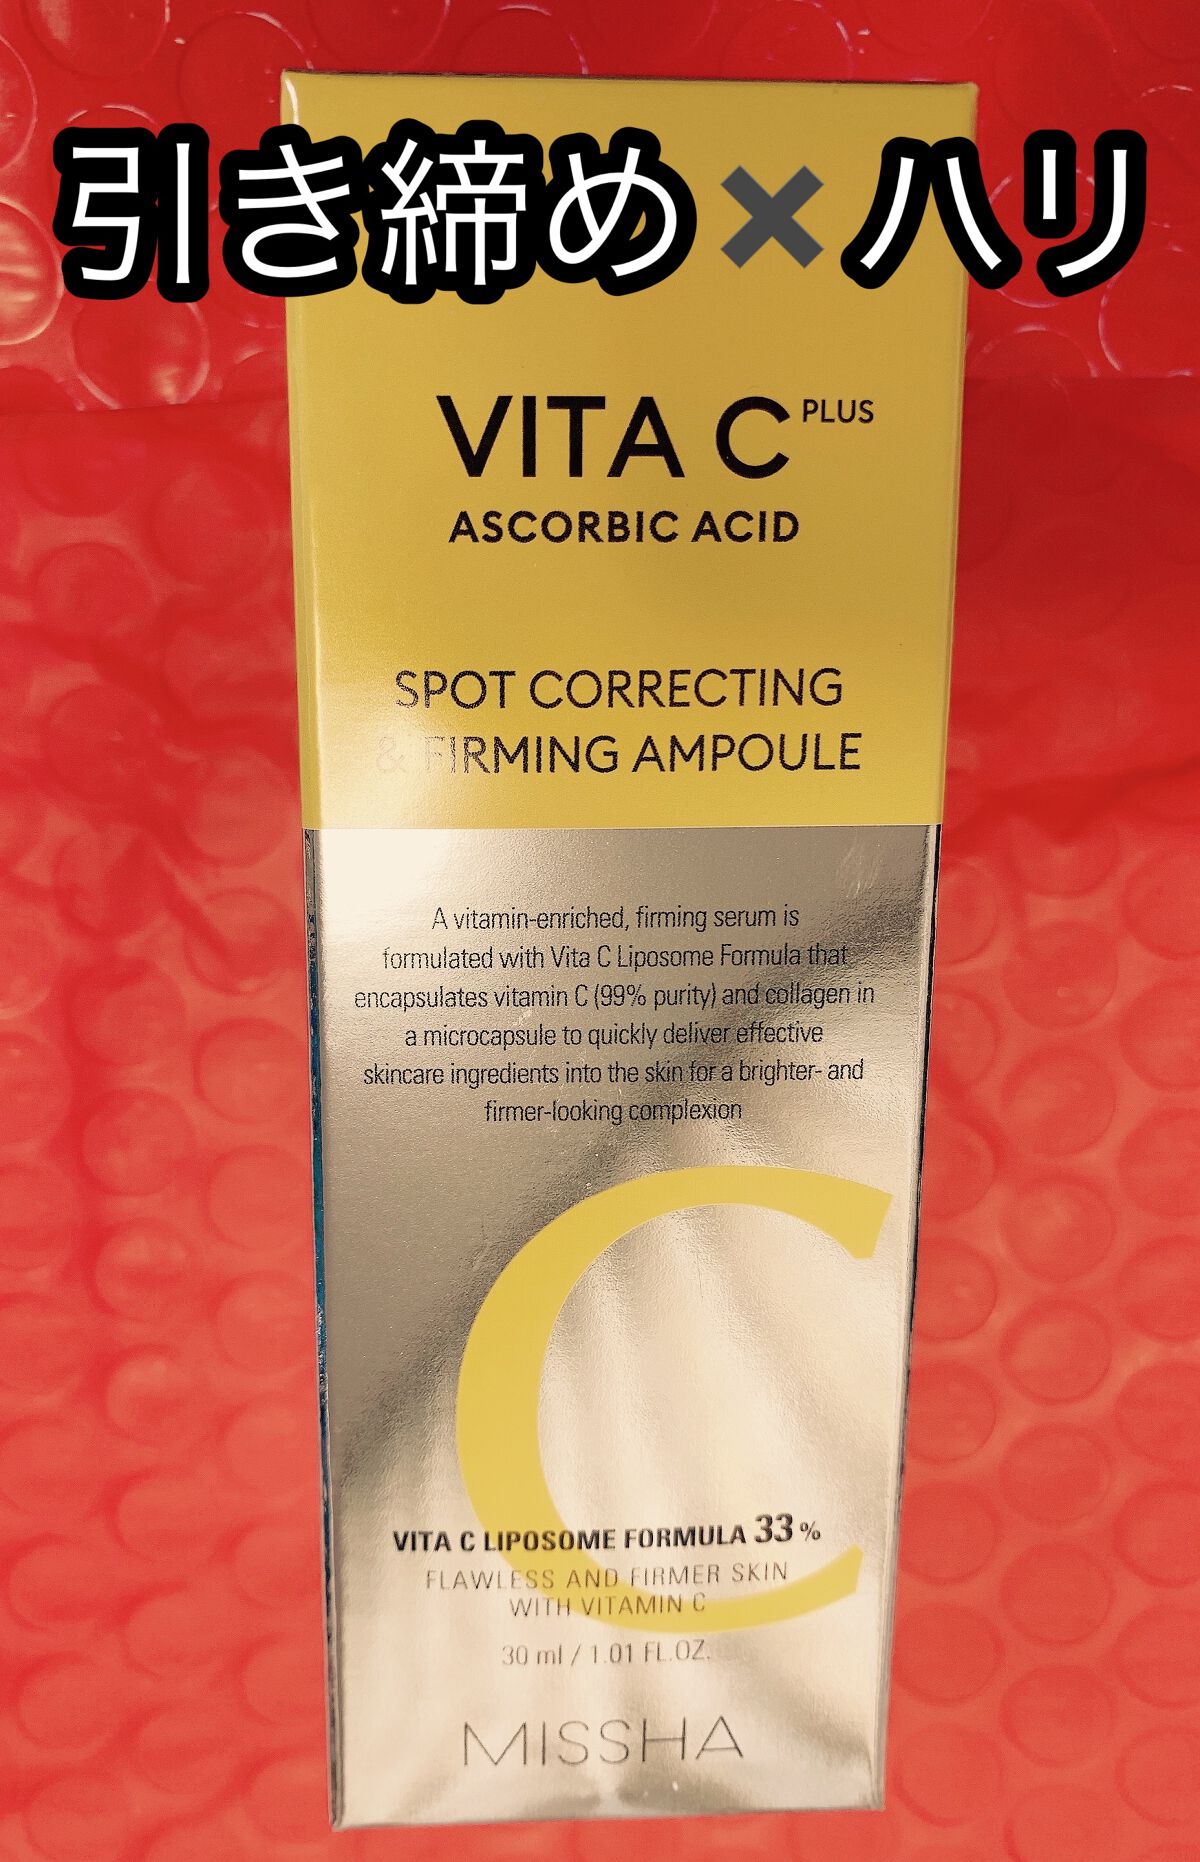 引き締め✖ハリ
VITA C PLUS
ASCORBIC ACID
SPOT CORRECTING
& FIRMING AMPOULE
A vitamin-enriched, firming serum is
formulated with Vita C Liposome Formula that
encapsulates vitamin C (99% purity) and collagen in
a microcapsule to quickly deliver effective
skincare ingredients into the skin for a brighter- and
firmer-looking complexion
VITA C LIPOSOME FORMULA 33%
FLAWLESS AND FIRMER SKIN
WITH VITAMIN C
30 ml / 1.01 FL.OZ.
MISSHA